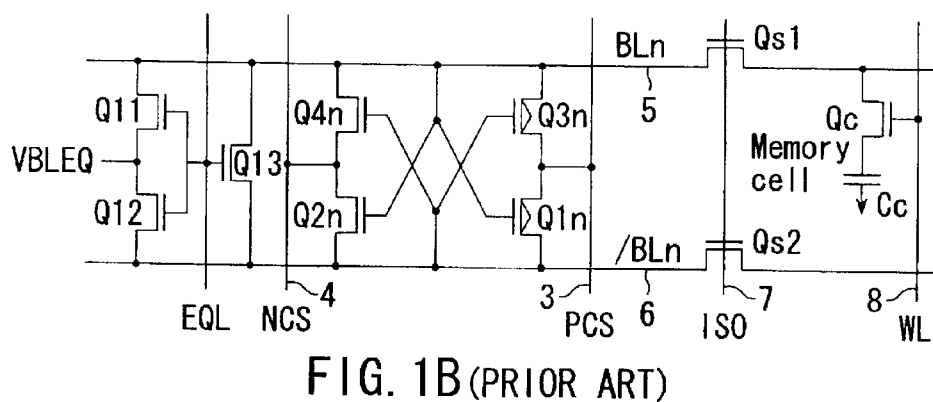 BLn
Qs1
5
Q11
Q4n
Q3n
Qc
VBLEQ
Q13
Memory
cell
Q12
Q2n
Q1n
Cc
/BLn
Qs2
4
3
6
7
8
EQL
NCS
PCS
ISO
WL
FIG. 1B (PRIOR ART)